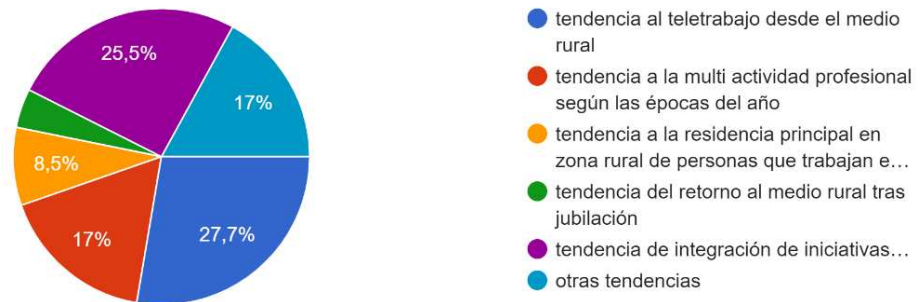 25,5%
17%
8,5%
17%
27,7%
tendencia al teletrabajo desde el medio
rural
tendencia a la multi actividad profesional
según las épocas del año
tendencia a la residencia principal en
zona rural de personas que trabajan e…
tendencia del retorno al medio rural tras
jubilación
tendencia de integración de iniciativas…
otras tendencias